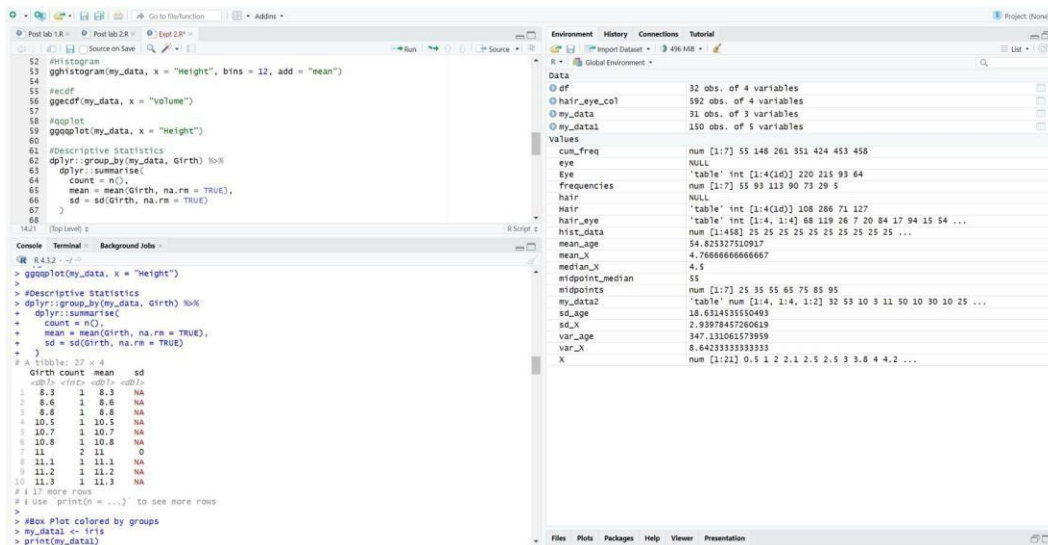 Go to file/function
Addins
Project: (None
Post lab 1.R
Post lab 2.R
Expt 2.R*
Source on Save
Run
Source
52 #Histogram
53 gghistogram(my_data, x = "Height", bins = 12, add = "mean")
54
55 #ecdf
56 ggecdf(my_data, x = "Volume")
57
58 #qqplot
59 ggqqplot(my_data, x = "Height")
60
61 #Descriptive Statistics
62 dplyr::group_by(my_data, Girth) %>%
63 dplyr::summarise(
64 count = n(),
65 mean = mean(Girth, na.rm = TRUE),
66 sd = sd(Girth, na.rm = TRUE)
67 )
68
14:21 (Top Level) R Script
Console Terminal Background Jobs
R 4.3.2 · ~/
> ggqqplot(my_data, x = "Height")
>
> #Descriptive Statistics
> dplyr::group_by(my_data, Girth) %>%
+ dplyr::summarise(
+ count = n(),
+ mean = mean(Girth, na.rm = TRUE),
+ sd = sd(Girth, na.rm = TRUE)
+ )
# A tibble: 27 × 4
Girth count mean sd
<dbl> <int> <dbl> <dbl>
1 8.3 1 8.3 NA
2 8.6 1 8.6 NA
3 8.8 1 8.8 NA
4 10.5 1 10.5 NA
5 10.7 1 10.7 NA
6 10.8 1 10.8 NA
7 11 2 11 0
8 11.1 1 11.1 NA
9 11.2 1 11.2 NA
10 11.3 1 11.3 NA
# ℹ 17 more rows
# ℹ Use `print(n = ...)` to see more rows
>
> #Box Plot colored by groups
> my_data1 <- iris
> print(my_data1)
Environment History Connections Tutorial
Import Dataset 496 MiB List
R Global Environment
Data
df 32 obs. of 4 variables
hair_eye_col 592 obs. of 4 variables
my_data 31 obs. of 3 variables
my_data1 150 obs. of 5 variables
Values
cum_freq num [1:7] 55 148 261 351 424 453 458
eye NULL
Eye 'table' int [1:4(1d)] 220 215 93 64
frequencies num [1:7] 55 93 113 90 73 29 5
hair NULL
Hair 'table' int [1:4(1d)] 108 286 71 127
hair_eye 'table' int [1:4, 1:4] 68 119 26 7 20 84 17 94 15 54 ...
hist_data num [1:458] 25 25 25 25 25 25 25 25 25 25 ...
mean_age 54.825327510917
mean_X 4.76666666666667
median_X 4.5
midpoint_median 55
midpoints num [1:7] 25 35 55 65 75 85 95
my_data2 'table' num [1:4, 1:4, 1:2] 32 53 10 3 11 50 10 30 10 25 ...
sd_age 18.6314535550493
sd_X 2.93978457260619
var_age 347.131061573959
var_X 8.64233333333333
X num [1:21] 0.5 1 2 2.1 2.5 2.5 3 3.8 4 4.2 ...
Files Plots Packages Help Viewer Presentation